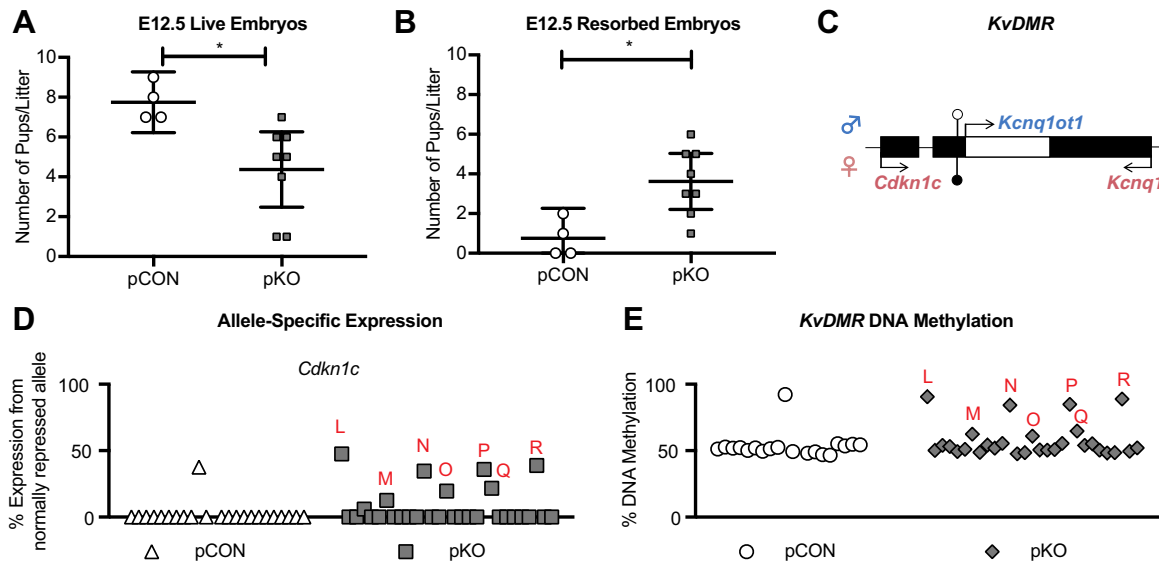 A
E12.5 Live Embryos
*
Number of Pups/Litter
10
8
6
4
2
0
pCON
pKO
B
E12.5 Resorbed Embryos
*
Number of Pups/Litter
10
8
6
4
2
0
pCON
pKO
C
KvDMR
♂
♀
Kcnq1ot1
Cdkn1c
Kcnq1
D
Allele-Specific Expression
Cdkn1c
% Expression from
normally repressed allele
100
50
0
L
M
N
O
P
Q
R
pCON
pKO
E
KvDMR DNA Methylation
% DNA Methylation
100
50
0
L
M
N
O
P
Q
R
pCON
pKO